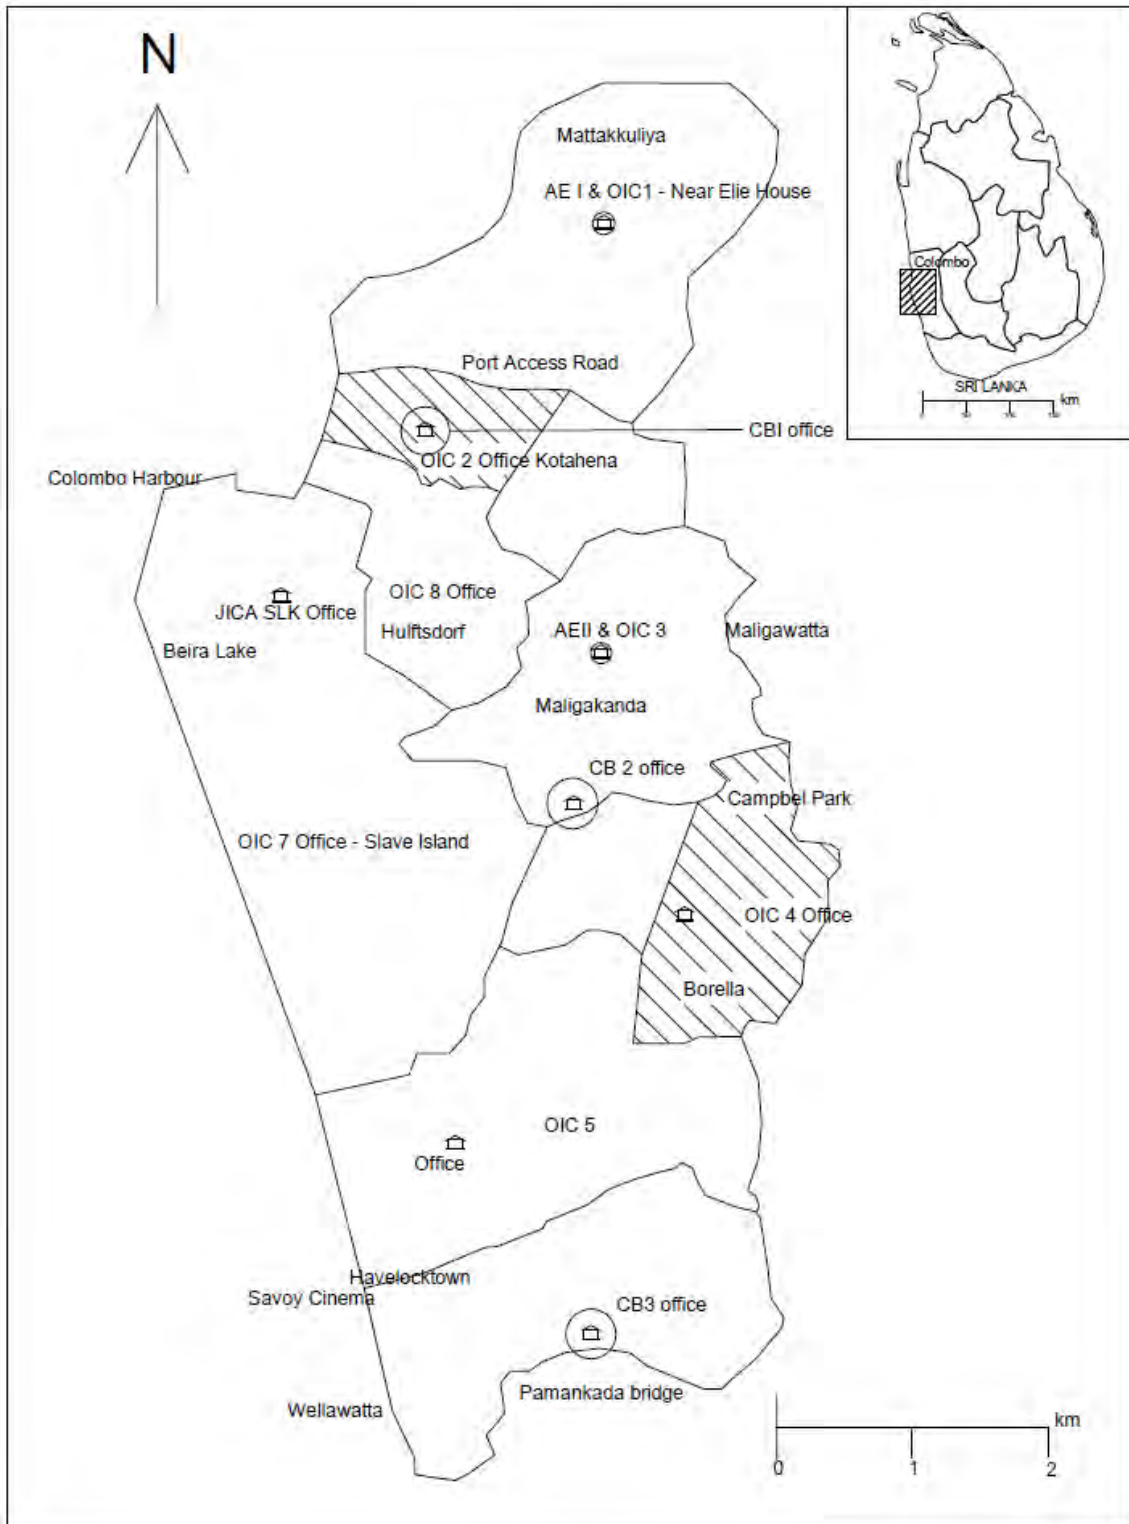 N
Mattakkuliya
AE I & OIC1 - Near Elie House
Colombo
SRI LANKA
km
Port Access Road
CBI office
OIC 2 Office Kotahena
Colombo Harbour
OIC 8 Office
JICA SLK Office
Hulftsdorf
AEII & OIC 3
Maligawatta
Beira Lake
Maligakanda
CB 2 office
Campbel Park
OIC 7 Office - Slave Island
OIC 4 Office
Borella
OIC 5
Office
Havelocktown
Savoy Cinema
CB3 office
Pamankada bridge
Wellawatta
km
0 1 2